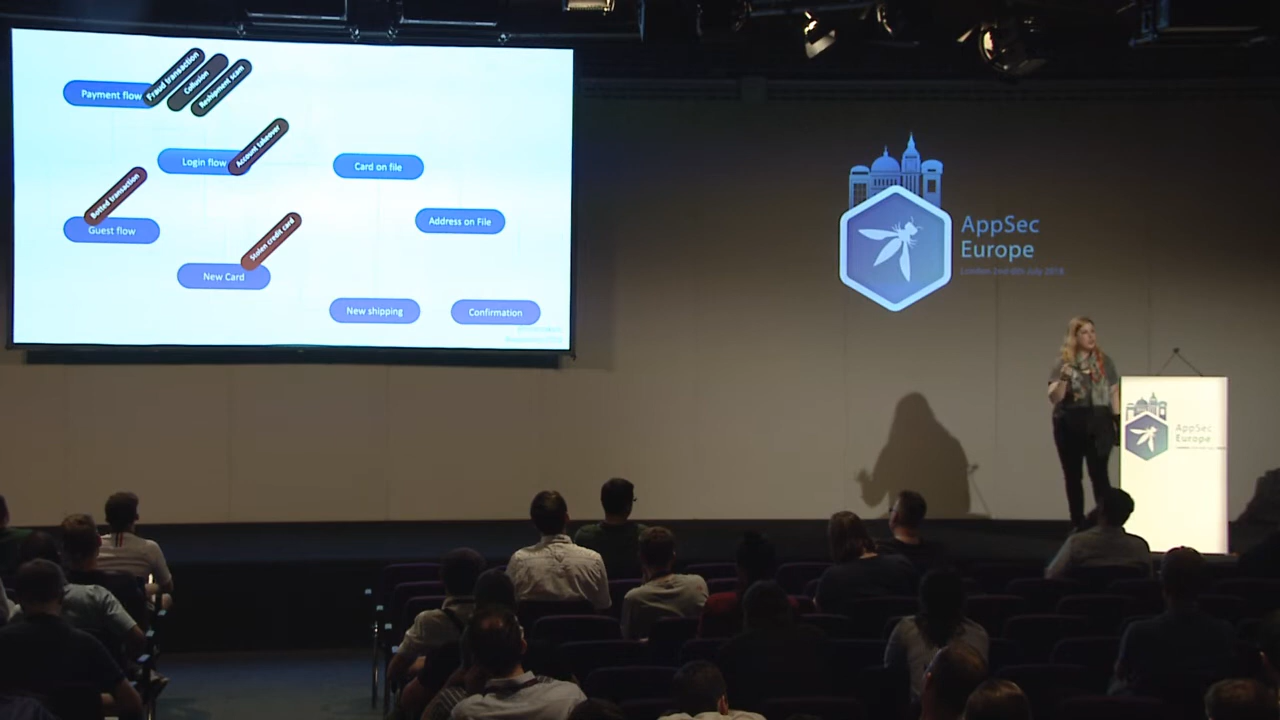 Payment flow
Fraud transaction
Collusion
Reshipment scam
Login flow
Account takeover
Card on file
Botted transaction
Guest flow
Address on File
Stolen credit card
New Card
New shipping
Confirmation
AppSec
Europe
London 2nd-6th July 2018
AppSec
Europe